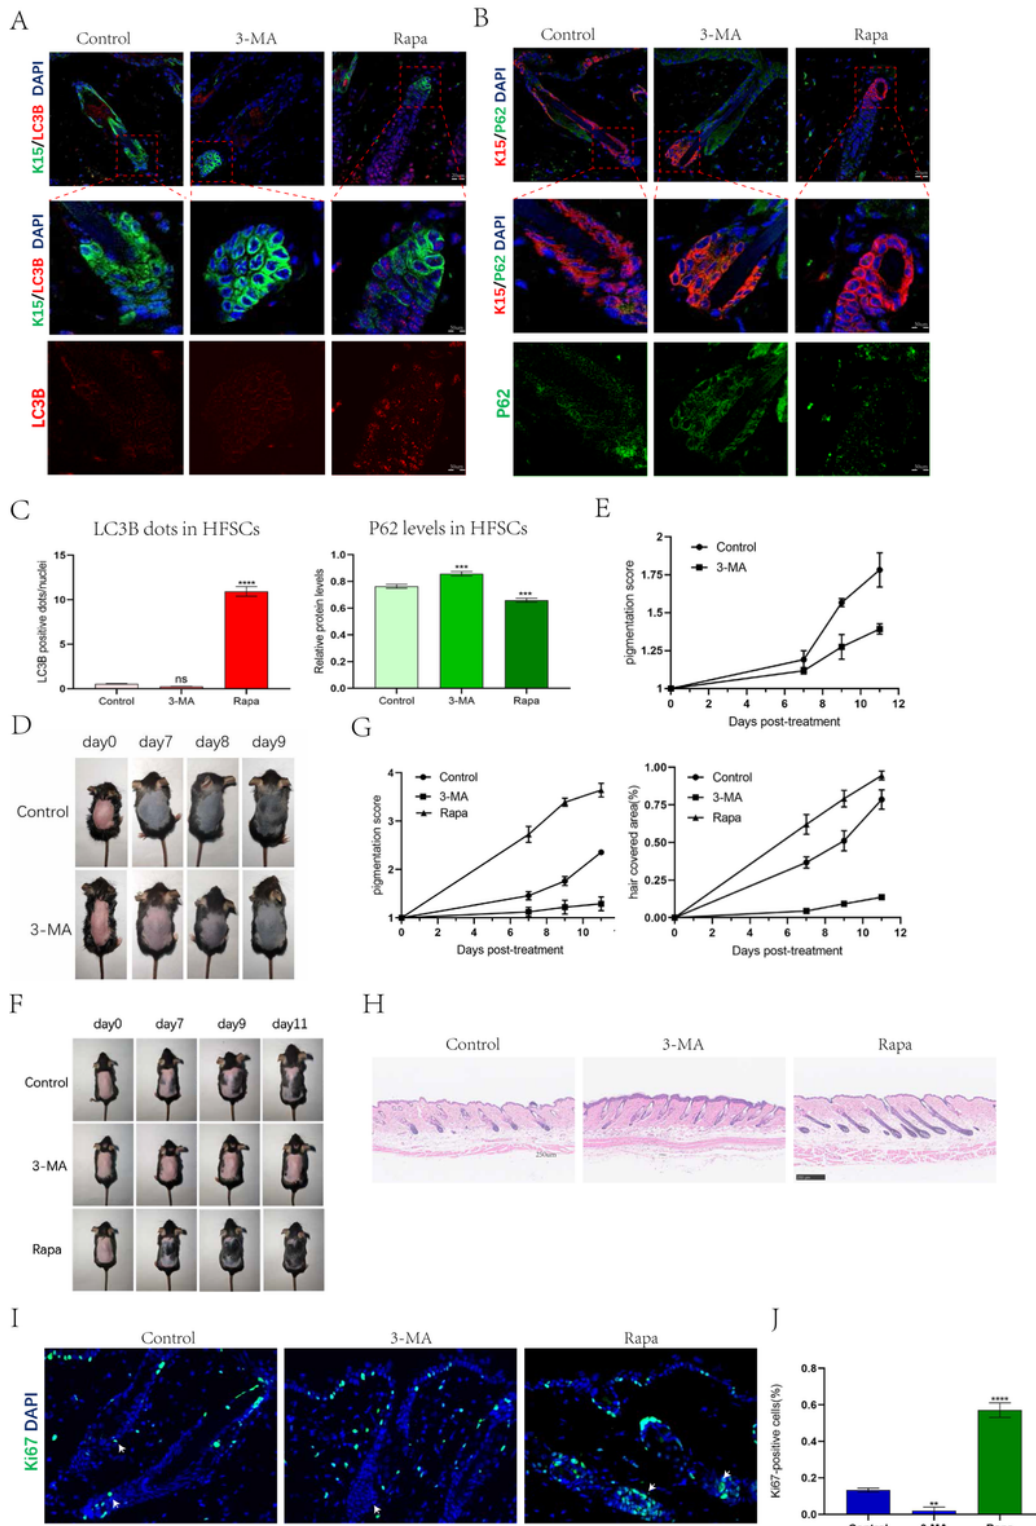 A
Control 3-MA Rapa
K15/LC3B DAPI
K15/LC3B DAPI
LC3B
B
Control 3-MA Rapa
K15/P62 DAPI
K15/P62 DAPI
P62
C
LC3B dots in HFSCs
LC3B positive dots/nuclei
15
10
5
0
ns
****
Control 3-MA Rapa
P62 levels in HFSCs
Relative protein levels
1.0
0.8
0.6
0.4
0.2
0.0
***
***
Control 3-MA Rapa
D
day0 day7 day8 day9
Control
3-MA
E
pigmentation score
2
1.75
1.5
1.25
1
Control
3-MA
0 2 4 6 8 10 12
Days post-treatment
F
day0 day7 day9 day11
Control
3-MA
Rapa
G
pigmentation score
4
3
2
1
Control
3-MA
Rapa
0 2 4 6 8 10 12
Days post-treatment
hair covered area(%)
1.00
0.75
0.50
0.25
0.00
Control
3-MA
Rapa
0 2 4 6 8 10 12
Days post-treatment
H
Control 3-MA Rapa
250um
I
Control 3-MA Rapa
Ki67 DAPI
J
Ki67-positive cells(%)
0.8
0.6
0.4
0.2
0.0
**
****
Control 3-MA Rapa